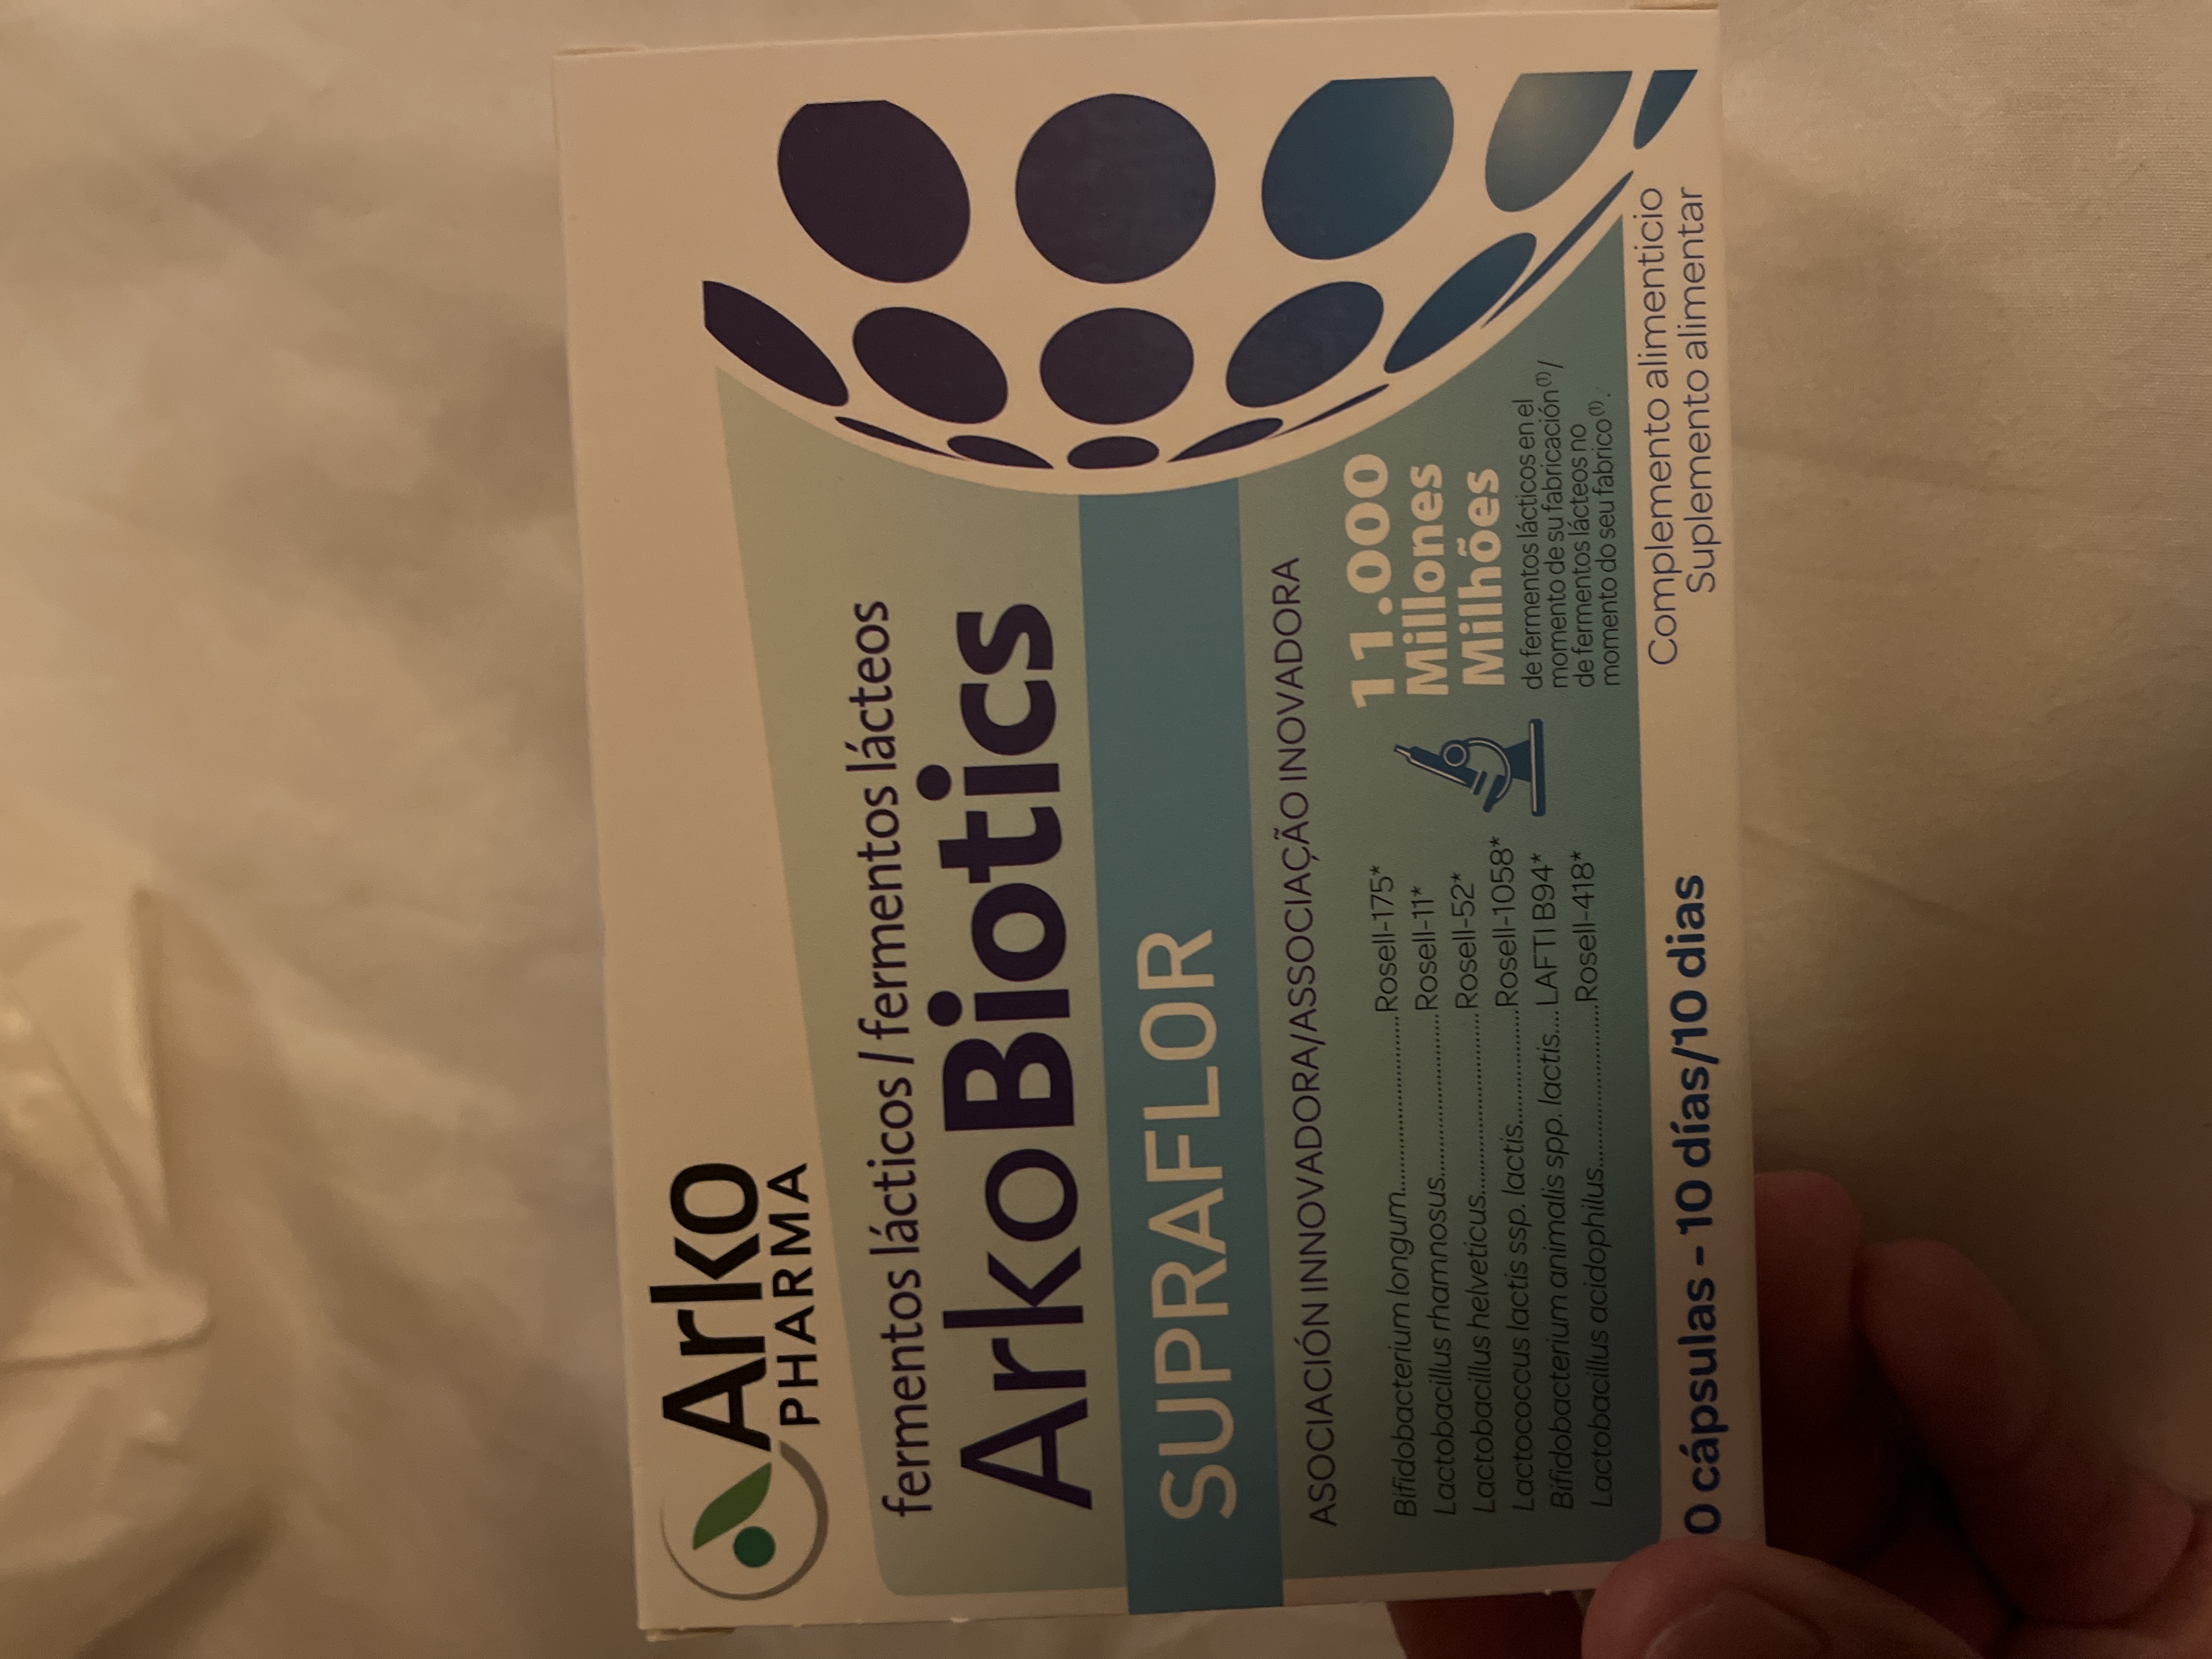 Arko
PHARMA
fermentos lácticos / fermentos lácteos
ArkoBiotics
SUPRAFLOR
ASOCIACIÓN INNOVADORA/ASSOCIAÇÃO INOVADORA
Bifidobacterium longum..................Rosell-175*
Lactobacillus rhamnosus..................Rosell-11*
Lactobacillus helveticus..................Rosell-52*
Lactococcus lactis ssp. lactis............Rosell-1058*
Bifidobacterium animalis spp. lactis....LAFTI B94*
Lactobacillus acidophilus..................Rosell-418*
11.000
Millones
Milhões
de fermentos lácticos en el
momento de su fabricación(1)/
de fermentos lácteos no
momento do seu fabrico(1).
0 cápsulas - 10 días/10 dias
Complemento alimenticio
Suplemento alimentar